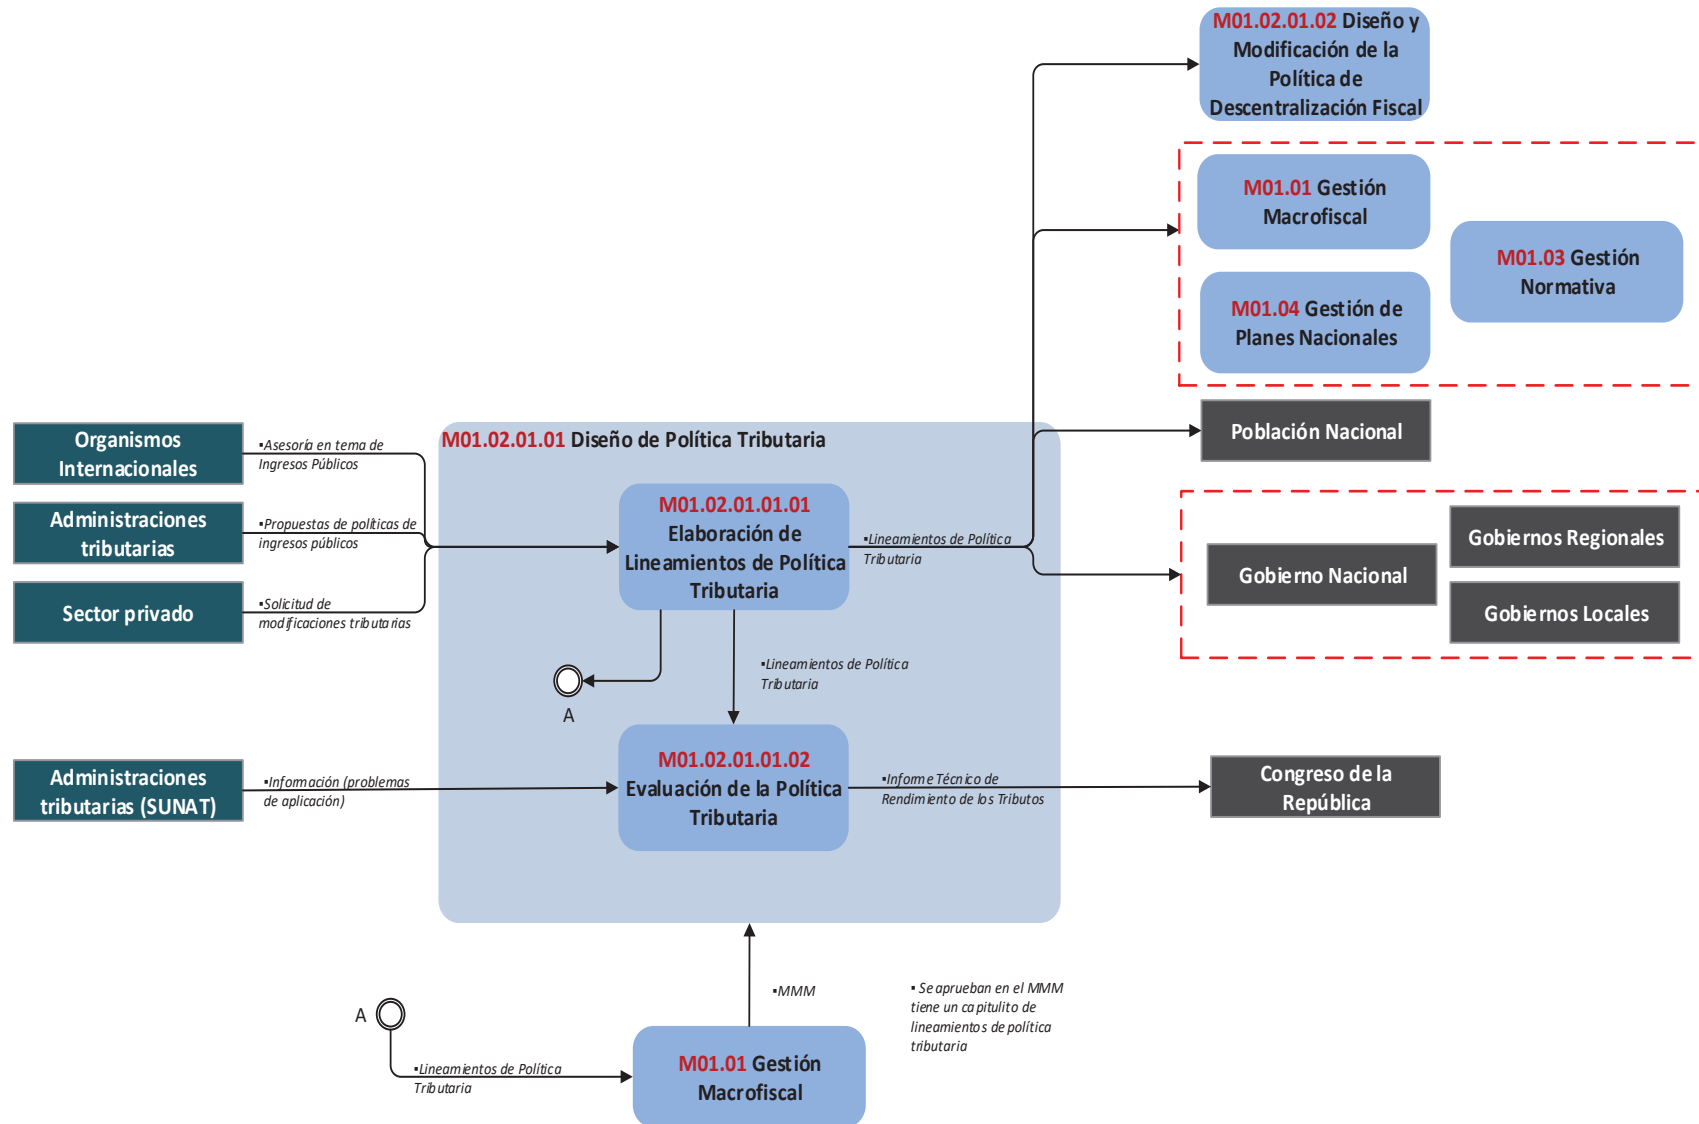 M01.02.01.02 Diseño y
Modificación de la
Política de
Descentralización Fiscal
M01.01 Gestión
Macrofiscal
M01.03 Gestión
Normativa
M01.04 Gestión de
Planes Nacionales
Organismos
Internacionales
▪Asesoría en tema de
Ingresos Públicos
M01.02.01.01 Diseño de Política Tributaria
Población Nacional
Administraciones
tributarias
▪Propuestas de políticas de
ingresos públicos
M01.02.01.01.01
Elaboración de
Lineamientos de Política
Tributaria
▪Lineamientos de Política
Tributaria
Gobierno Nacional
Gobiernos Regionales
Gobiernos Locales
Sector privado
▪Solicitud de
modificaciones tributarias
▪Lineamientos de Política
Tributaria
A
Administraciones
tributarias (SUNAT)
▪Información (problemas
de aplicación)
M01.02.01.01.02
Evaluación de la Política
Tributaria
▪Informe Técnico de
Rendimiento de los Tributos
Congreso de la
República
▪MMM
▪ Se aprueban en el MMM
tiene un capitulito de
lineamientos de política
tributaria
A
▪Lineamientos de Política
Tributaria
M01.01 Gestión
Macrofiscal